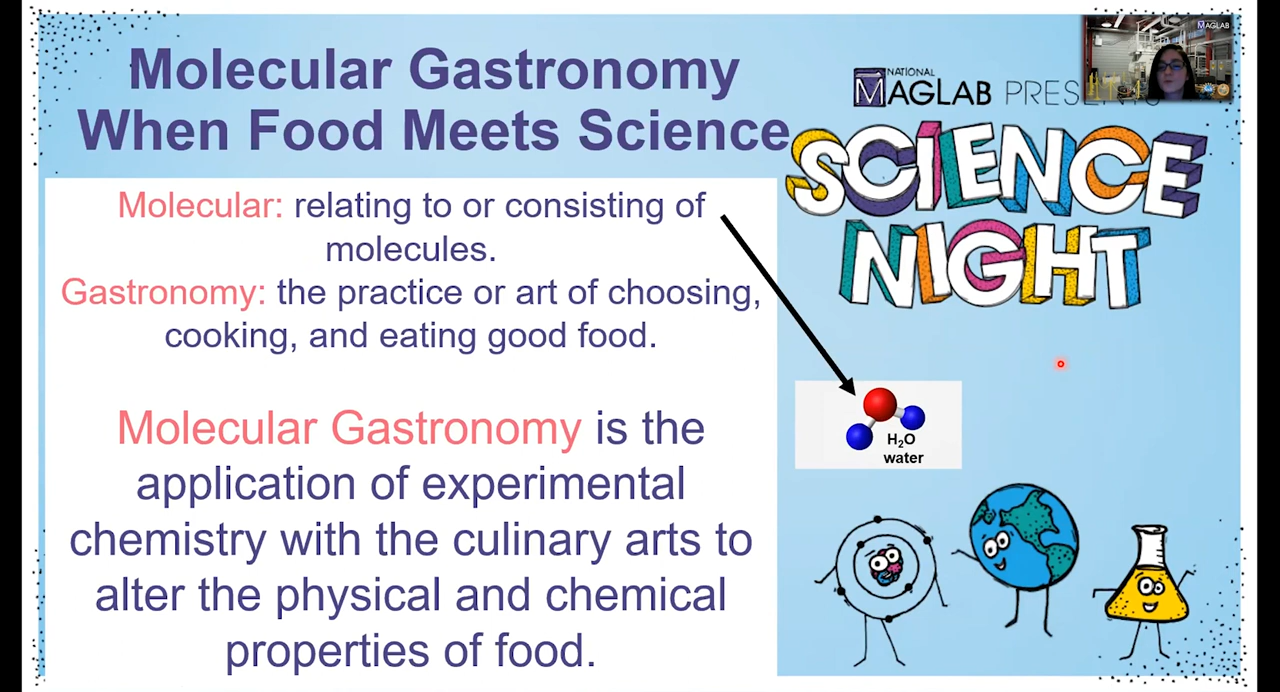 Molecular Gastronomy
When Food Meets Science
Molecular: relating to or consisting of
molecules.
Gastronomy: the practice or art of choosing,
cooking, and eating good food.
Molecular Gastronomy is the
application of experimental
chemistry with the culinary arts to
alter the physical and chemical
properties of food.
MAGLAB
NATIONAL
MAGLAB PRESENTS
SCIENCE
NIGHT
H₂O
water